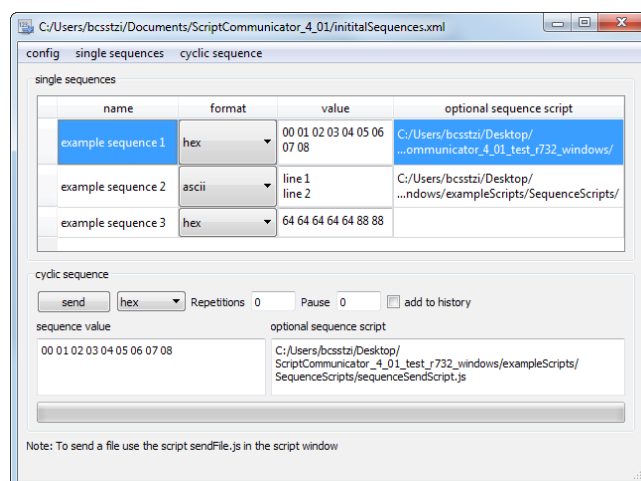 C:/Users/bcsstzi/Documents/ScriptCommunicator_4_01/inititalSequences.xml
config single sequences cyclic sequence
single sequences
name format value optional sequence script
example sequence 1 hex 00 01 02 03 04 05 06 C:/Users/bcsstzi/Desktop/
07 08 ...ommunicator_4_01_test_r732_windows/
example sequence 2 ascii line 1 C:/Users/bcsstzi/Desktop/
line 2 ...ndows/exampleScripts/SequenceScripts/
example sequence 3 hex 64 64 64 64 64 88 88
cyclic sequence
send hex Repetitions 0 Pause 0 add to history
sequence value optional sequence script
00 01 02 03 04 05 06 07 08 C:/Users/bcsstzi/Desktop/
ScriptCommunicator_4_01_test_r732_windows/exampleScripts/
SequenceScripts/sequenceSendScript.js
Note: To send a file use the script sendFile.js in the script window